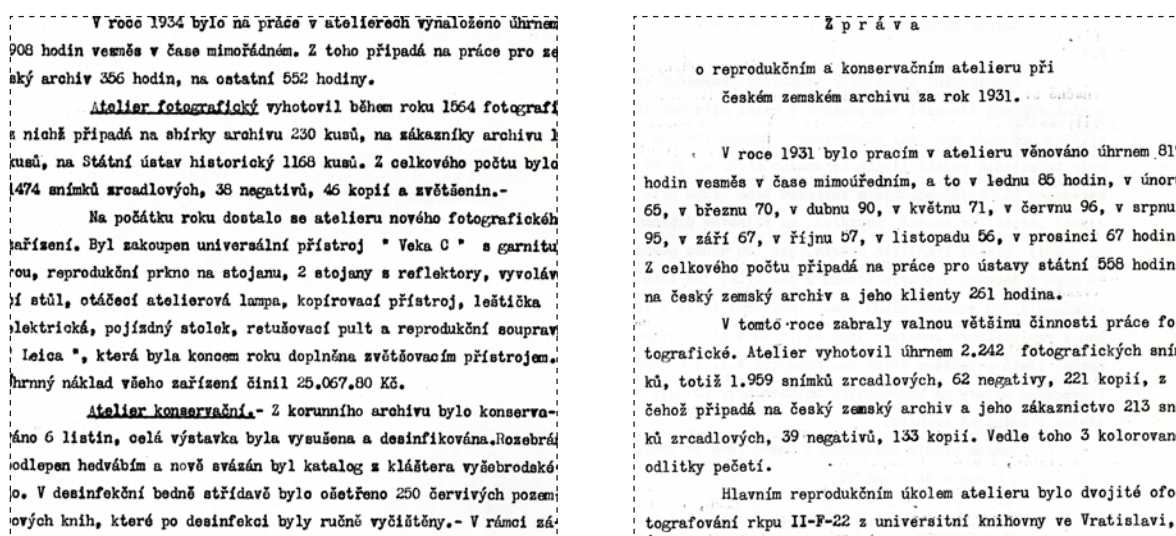 V roce 1934 bylo na práce v atelierech vynaloženo úhrnem
908 hodin vesměs v čase mimořádném. Z toho připadá na práce pro ze
ský archiv 356 hodin, na ostatní 552 hodiny.
Atelier fotografický vyhotovil během roku 1564 fotografi
z nichž připadá na sbírky archivu 230 kusů, na zákazníky archivu 1
kusů, na Státní ústav historický 1168 kusů. Z celkového počtu bylo
1474 snímků zrcadlových, 38 negativů, 46 kopií a zvětšenin.-
Na počátku roku dostalo se atelieru nového fotografickéh
zařízení. Byl zakoupen universální přístroj " Veka C " s garnitu
rou, reprodukční prkno na stojanu, 2 stojany s reflektory, vyvoláv
í stůl, otáčecí atelierová lampa, kopírovací přístroj, leštička
elektrická, pojízdný stolek, retušovací pult a reprodukční souprav
" Leica ", která byla koncem roku doplněna zvětšovacím přístrojem.
hrnný náklad všeho zařízení činil 25.067.80 Kč.
Atelier konservační.- Z korunního archivu bylo konserva-
áno 6 listin, celá výstavka byla vysušena a desinfikována.Rozebrá
odlepen hedvábím a nově svázán byl katalog z kláštera vyšebrodské
o. V desinfekční bedně střídavě bylo ošetřeno 250 červivých pozem
ových knih, které po desinfekci byly ručně vyčištěny.- V rámci zá
Z p r á v a
o reprodukčním a konservačním atelieru při
českém zemském archivu za rok 1931.
V roce 1931 bylo pracím v atelieru věnováno úhrnem 81
hodin vesměs v čase mimoúředním, a to v lednu 85 hodin, v únor
65, v březnu 70, v dubnu 90, v květnu 71, v červnu 96, v srpnu
95, v září 67, v říjnu 57, v listopadu 56, v prosinci 67 hodin
Z celkového počtu připadá na práce pro ústavy státní 558 hodin
na český zemský archiv a jeho klienty 261 hodina.
V tomto roce zabraly valnou většinu činnosti práce fo
tografické. Atelier vyhotovil úhrnem 2.242 fotografických sní
ků, totiž 1.959 snímků zrcadlových, 62 negativy, 221 kopií, z
čehož připadá na český zemský archiv a jeho zákaznictvo 213 sn
ků zrcadlových, 39 negativů, 133 kopií. Vedle toho 3 kolorovan
odlitky pečetí.
Hlavním reprodukčním úkolem atelieru bylo dvojité ofo
tografování rkpu II-F-22 z universitní knihovny ve Vratislavi,